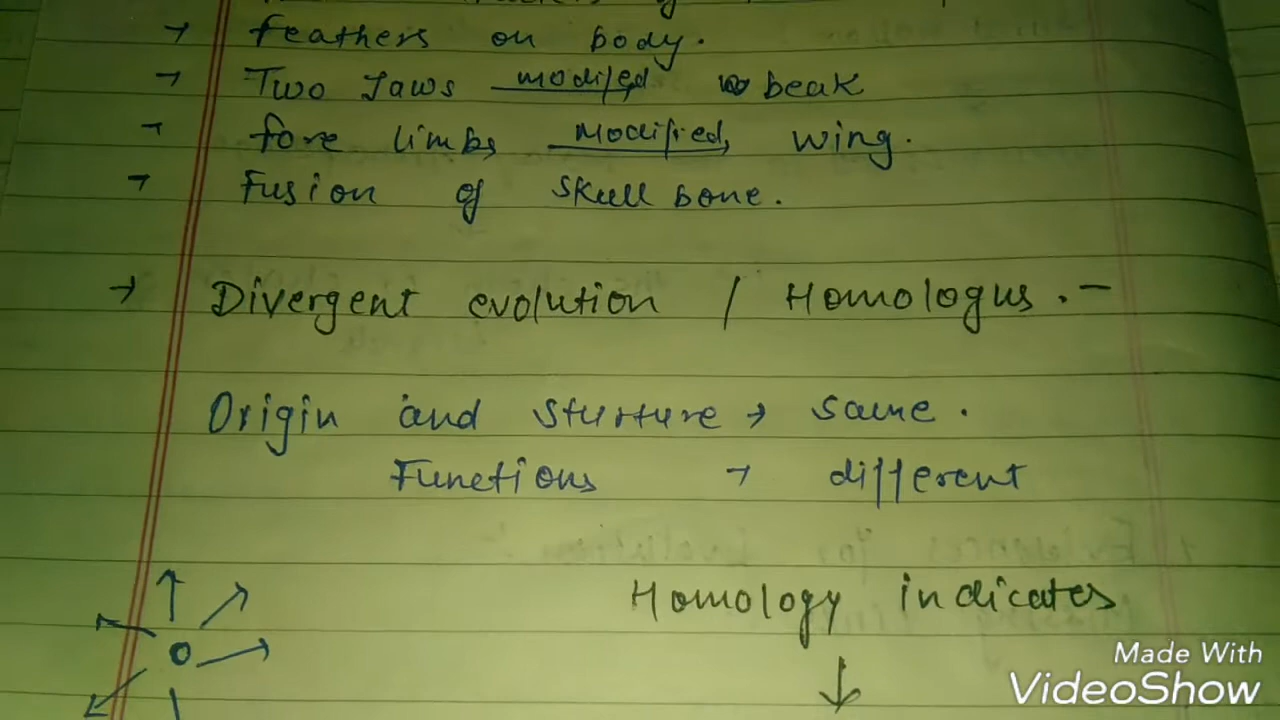 → feathers on body.
→ Two Jaws modified beak
→ fore limbs Modified, wing.
→ Fusion of skull bone.
→ Divergent evolution / Homologus. -
Origin and sturture → same.
Functions → different
Homology indicates
↓
Made With
VideoShow